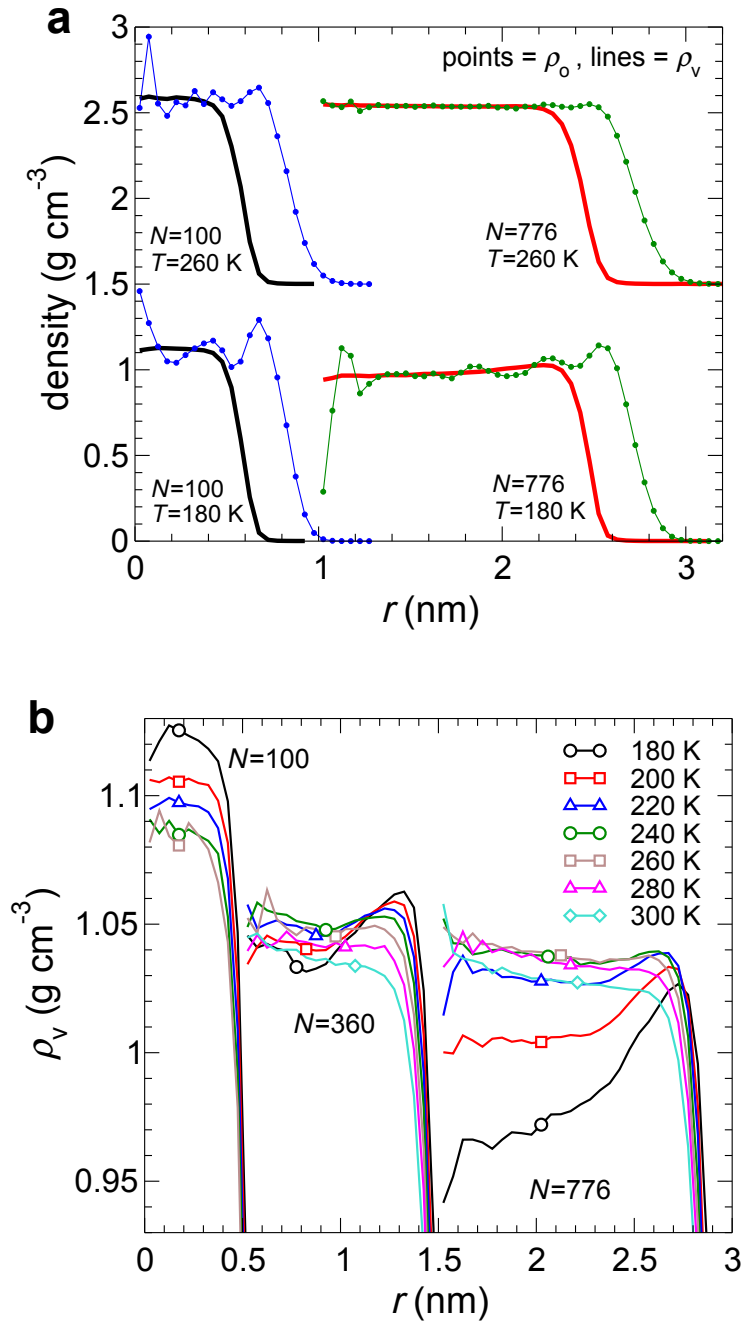 a
points = ρo , lines = ρv
3
2.5
2
1.5
1
0.5
0
density (g cm-3)
N=100
T=260 K
N=776
T=260 K
N=100
T=180 K
N=776
T=180 K
0
1
2
3
r (nm)
b
N=100
180 K
200 K
220 K
240 K
260 K
280 K
300 K
1.1
1.05
1
0.95
ρv (g cm-3)
N=360
N=776
0
0.5
1
1.5
2
2.5
3
r (nm)